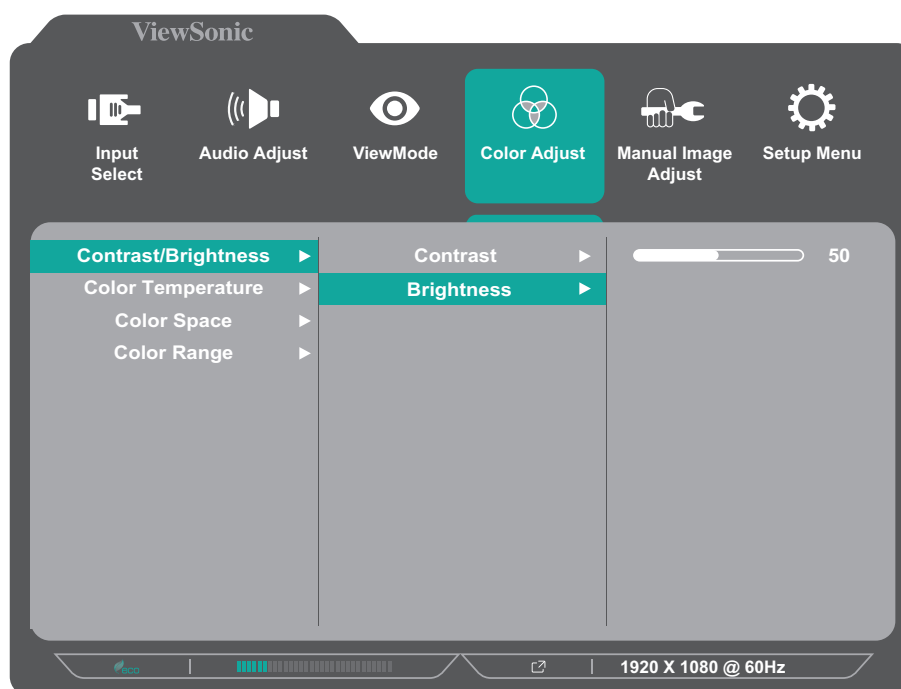 ViewSonic
Input
Select
Audio Adjust
ViewMode
Color Adjust
Manual Image
Adjust
Setup Menu
Contrast/Brightness
Contrast
50
Color Temperature
Brightness
Color Space
Color Range
eco
1920 X 1080 @ 60Hz